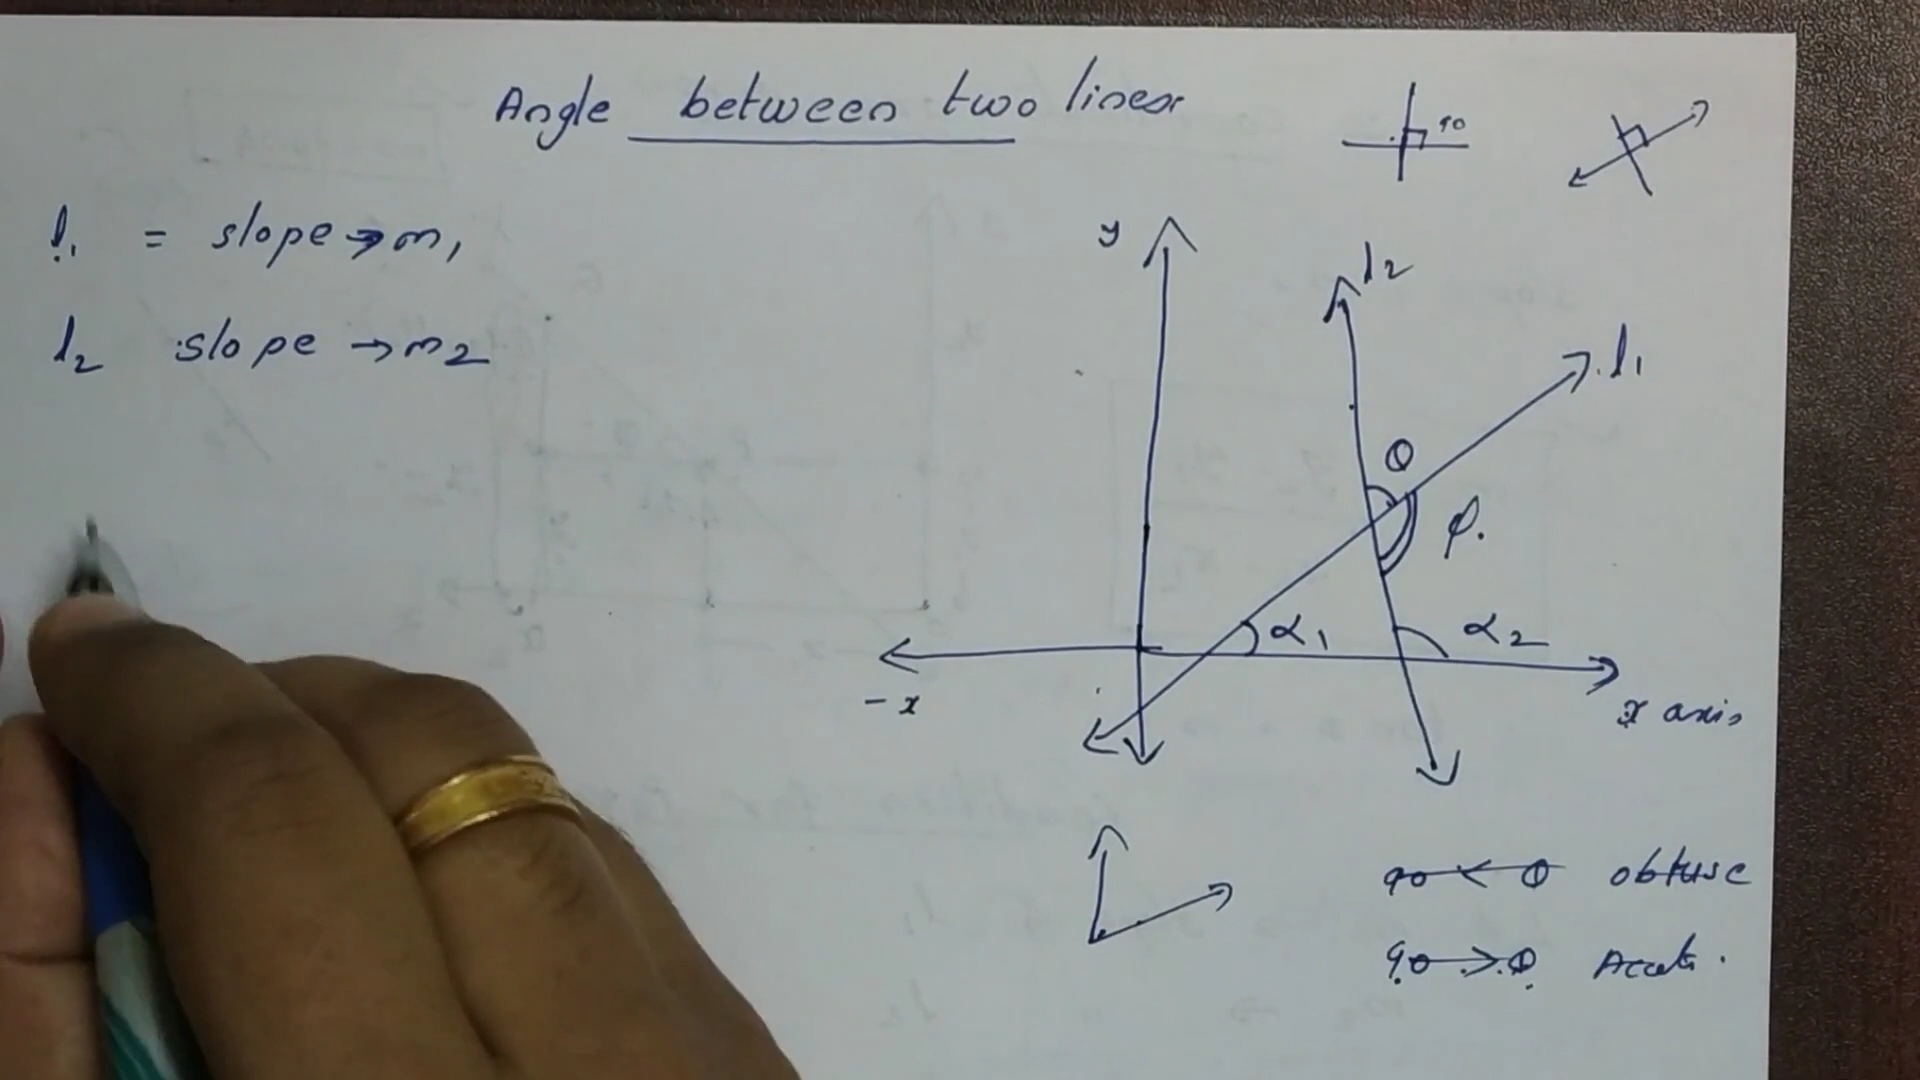 Angle between two lines
90
l1 = slope → m1
l2 slope → m2
y
l2
l1
θ
φ.
α1
α2
-x
x axis
90 < θ obtuse
90 > θ Acute.